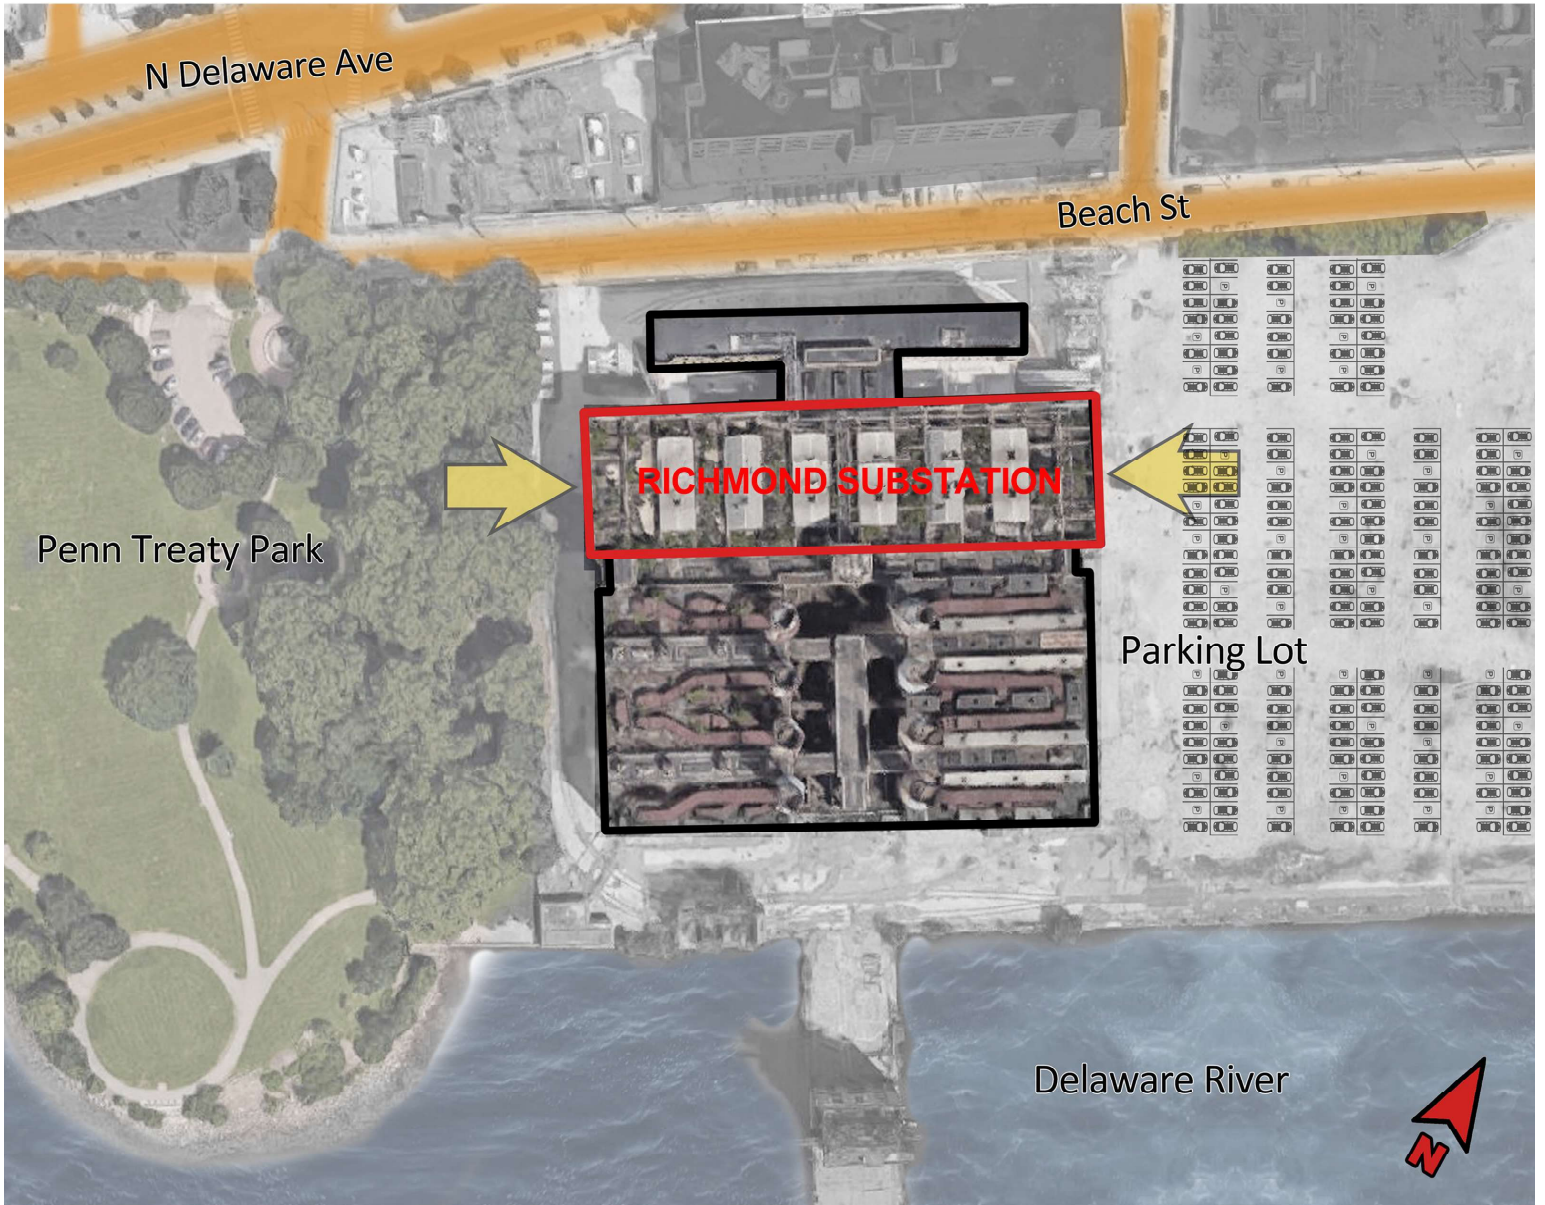 N Delaware Ave
Beach St
RICHMOND SUBSTATION
Penn Treaty Park
Parking Lot
Delaware River
N